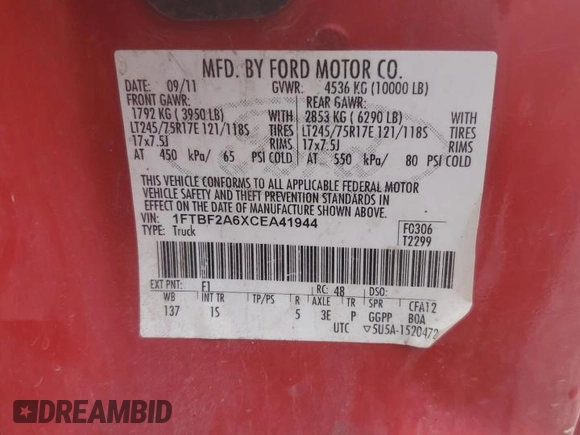 MFD. BY FORD MOTOR CO.
DATE: 09/11 GVWR: 4536 KG (10000 LB)
FRONT GAWR: REAR GAWR:
1792 KG ( 3950 LB) WITH 2853 KG ( 6290 LB) WITH
LT245/75R17E 121/118S TIRES LT245/75R17E 121/118S TIRES
17x7.5J RIMS 17x7.5J RIMS
AT 450 kPa/ 65 PSI COLD AT 550 kPa/ 80 PSI COLD
THIS VEHICLE CONFORMS TO ALL APPLICABLE FEDERAL MOTOR
VEHICLE SAFETY AND THEFT PREVENTION STANDARDS IN
EFFECT ON THE DATE OF MANUFACTURE SHOWN ABOVE.
VIN: 1FTBF2A6XCEA41944 F0306
TYPE: Truck T2299
EXT PNT: F1 RC: 48 DSO:
WB INT TR TP/PS R AXLE TR SPR CFA12
137 1S 5 3E P GGPP BOA
UTC ▽5U5A-1520472
DREAMBID